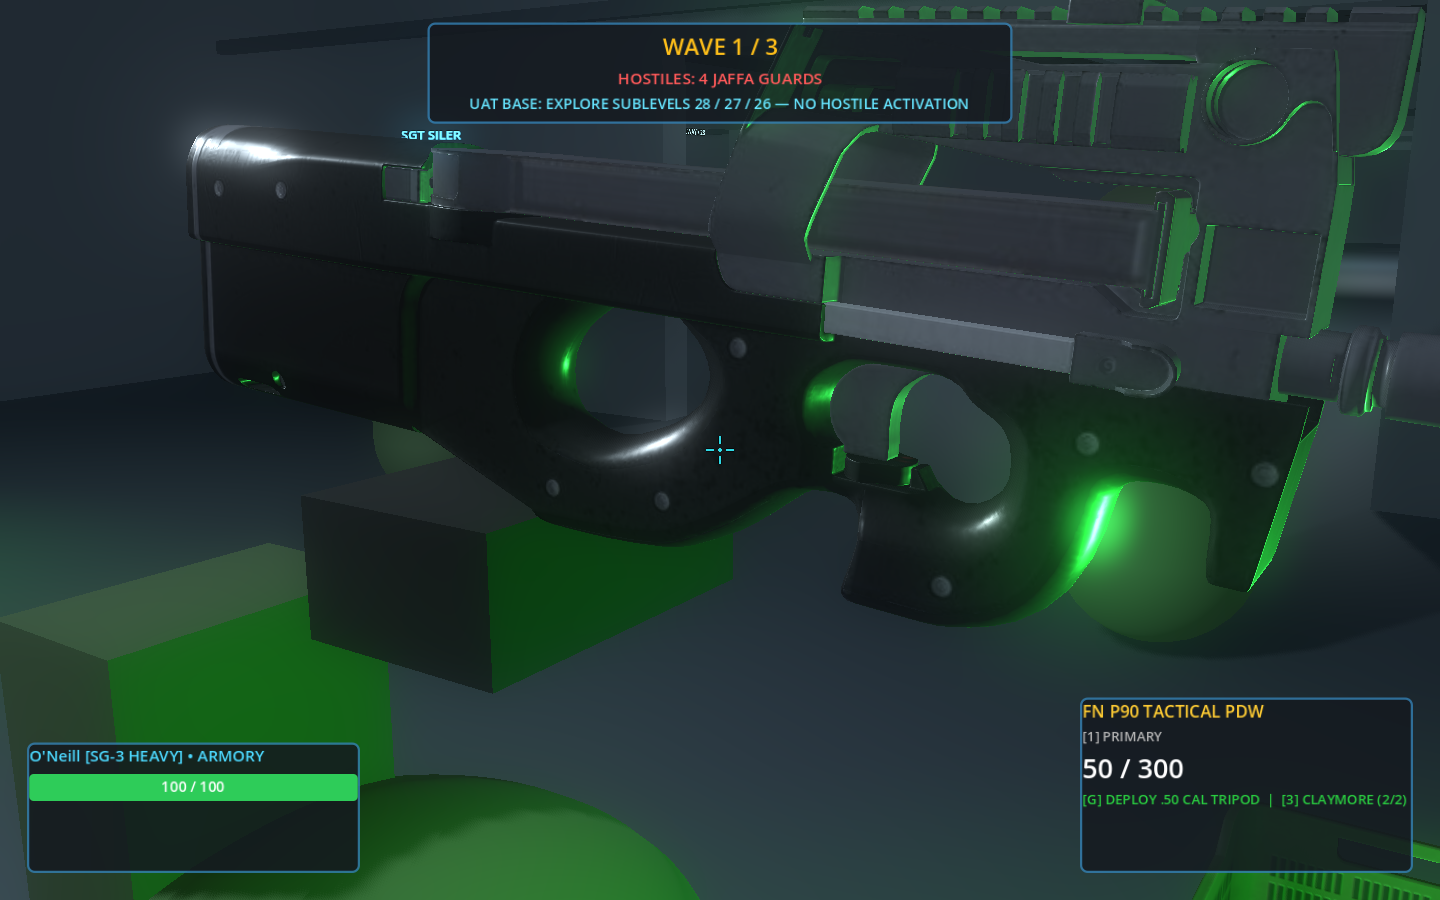 WAVE 1 / 3
HOSTILES: 4 JAFFA GUARDS
UAT BASE: EXPLORE SUBLEVELS 28 / 27 / 26 — NO HOSTILE ACTIVATION
SGT SILER
O'Neill [SG-3 HEAVY] • ARMORY
100 / 100
FN P90 TACTICAL PDW
[1] PRIMARY
50 / 300
[G] DEPLOY .50 CAL TRIPOD | [3] CLAYMORE (2/2)